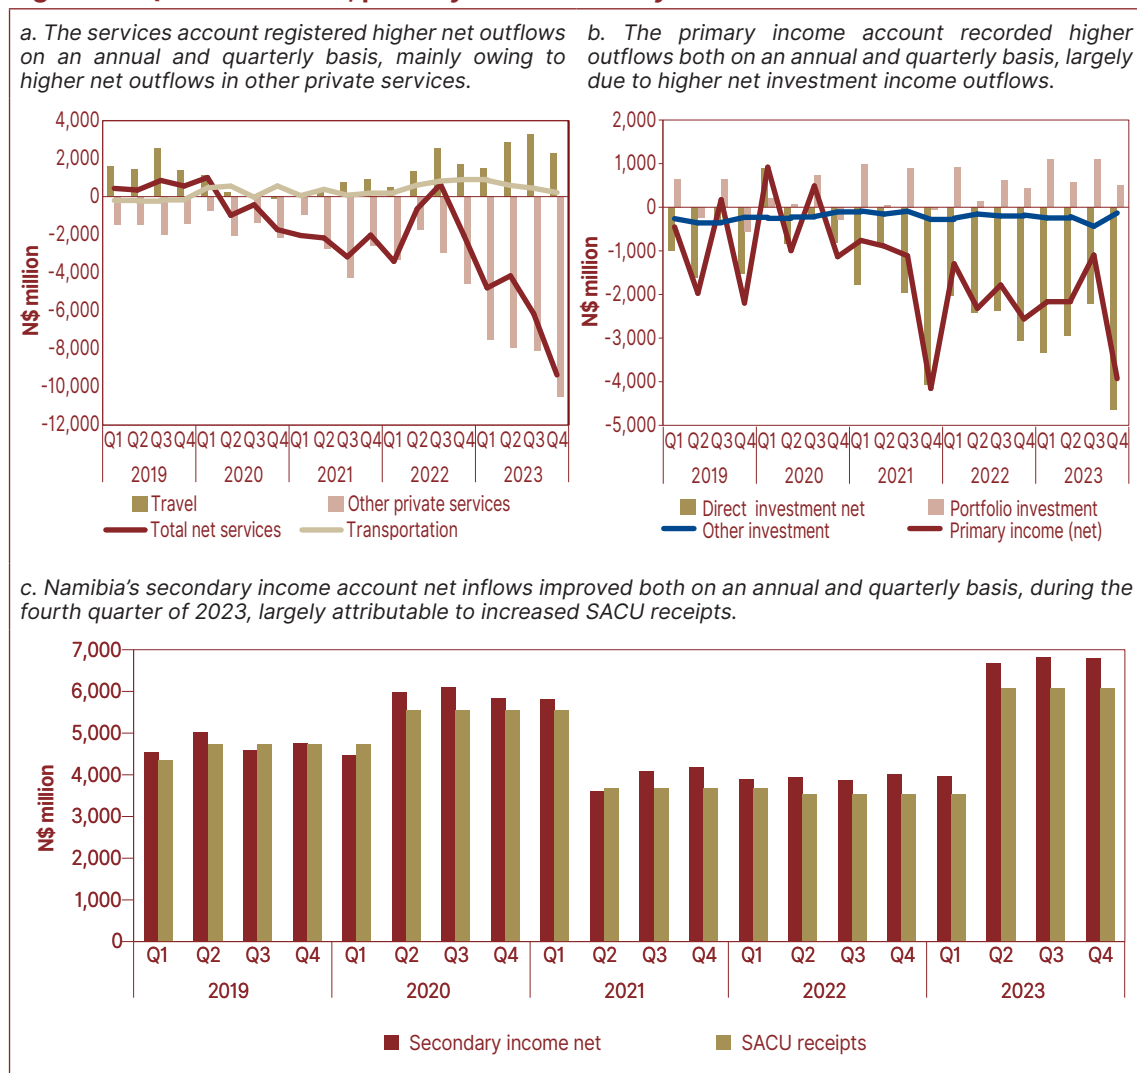 a. The services account registered higher net outflows
on an annual and quarterly basis, mainly owing to
higher net outflows in other private services.
4,000
2,000
0
-2,000
-4,000
-6,000
-8,000
-10,000
-12,000
N$ million
Q1 Q2 Q3 Q4 Q1 Q2 Q3 Q4 Q1 Q2 Q3 Q4 Q1 Q2 Q3 Q4 Q1 Q2 Q3 Q4
2019 2020 2021 2022 2023
Travel Other private services
Total net services Transportation
b. The primary income account recorded higher
outflows both on an annual and quarterly basis, largely
due to higher net investment income outflows.
2,000
1,000
0
-1,000
-2,000
-3,000
-4,000
-5,000
N$ million
Q1 Q2 Q3 Q4 Q1 Q2 Q3 Q4 Q1 Q2 Q3 Q4 Q1 Q2 Q3 Q4 Q1 Q2 Q3 Q4
2019 2020 2021 2022 2023
Direct investment net Portfolio investment
Other investment Primary income (net)
c. Namibia's secondary income account net inflows improved both on an annual and quarterly basis, during the
fourth quarter of 2023, largely attributable to increased SACU receipts.
7,000
6,000
5,000
4,000
3,000
2,000
1,000
0
N$ million
Q1 Q2 Q3 Q4 Q1 Q2 Q3 Q4 Q1 Q2 Q3 Q4 Q1 Q2 Q3 Q4 Q1 Q2 Q3 Q4
2019 2020 2021 2022 2023
Secondary income net SACU receipts